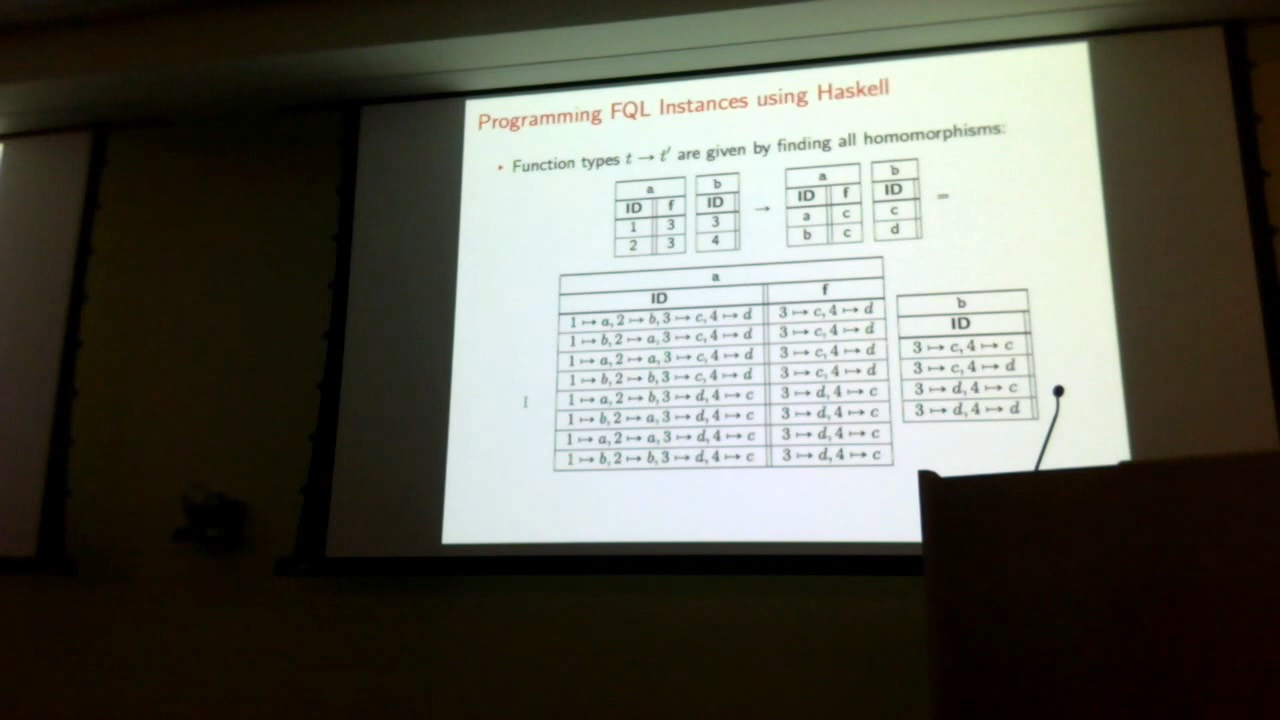 Programming FQL Instances using Haskell
Function types t → t′ are given by finding all homomorphisms:
a b → a b =
ID f ID ID f ID
1 3 3 a c c
2 3 4 b c d
a
ID f
1 ↦ a, 2 ↦ b, 3 ↦ c, 4 ↦ d 3 ↦ c, 4 ↦ d
1 ↦ b, 2 ↦ a, 3 ↦ c, 4 ↦ d 3 ↦ c, 4 ↦ d
1 ↦ a, 2 ↦ a, 3 ↦ c, 4 ↦ d 3 ↦ c, 4 ↦ d
1 ↦ b, 2 ↦ b, 3 ↦ c, 4 ↦ d 3 ↦ c, 4 ↦ d
1 ↦ a, 2 ↦ b, 3 ↦ d, 4 ↦ c 3 ↦ d, 4 ↦ c
1 ↦ b, 2 ↦ a, 3 ↦ d, 4 ↦ c 3 ↦ d, 4 ↦ c
1 ↦ a, 2 ↦ a, 3 ↦ d, 4 ↦ c 3 ↦ d, 4 ↦ c
1 ↦ b, 2 ↦ b, 3 ↦ d, 4 ↦ c 3 ↦ d, 4 ↦ c
b
ID
3 ↦ c, 4 ↦ c
3 ↦ c, 4 ↦ d
3 ↦ d, 4 ↦ c
3 ↦ d, 4 ↦ d